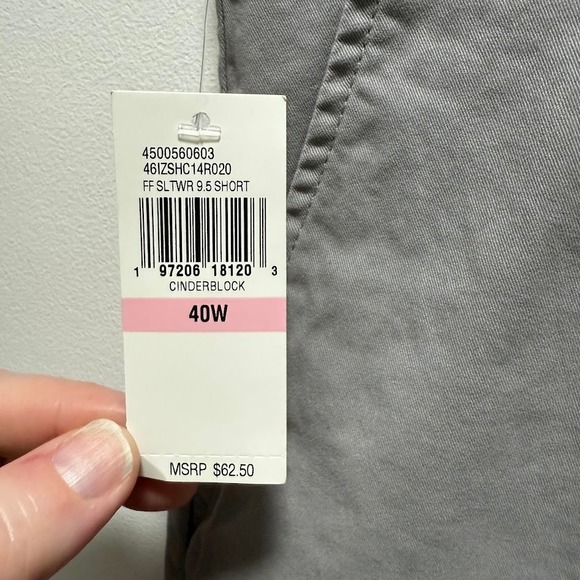 4500560603
46IZSHC14R020
FF SLTWR 9.5 SHORT
1 97206 18120 3
CINDERBLOCK
40W
MSRP $62.50